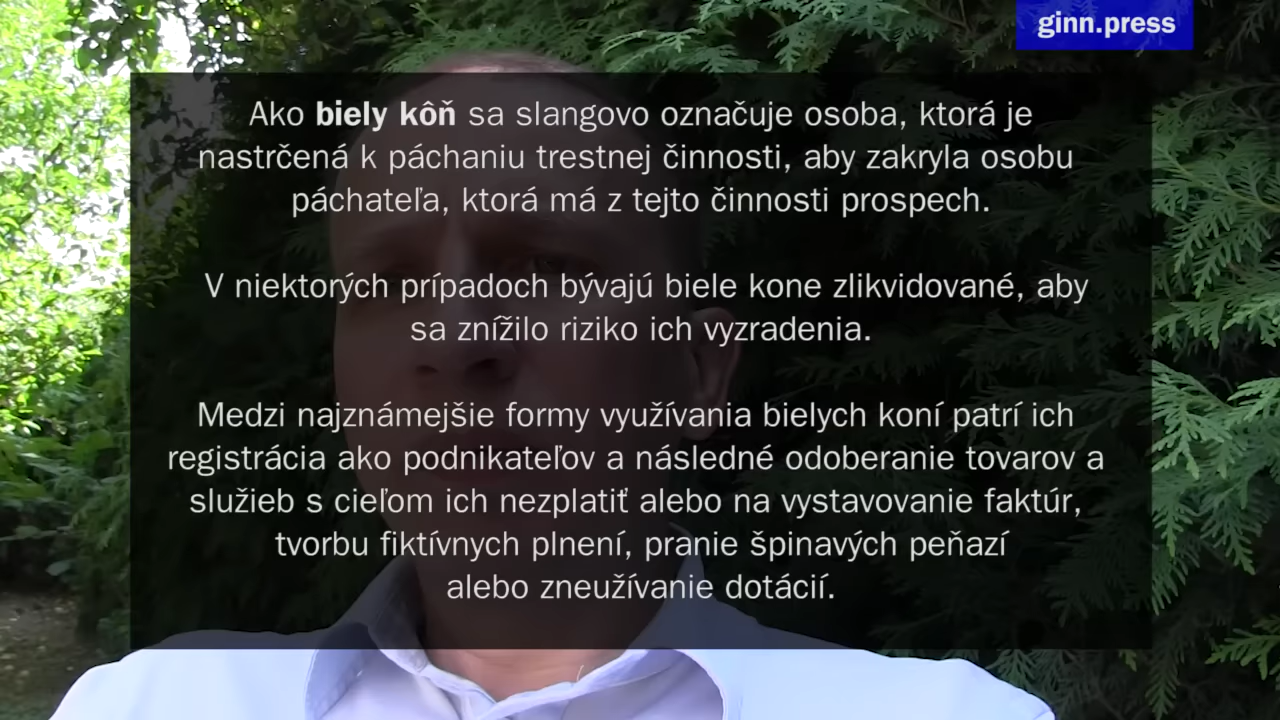 ginn.press
Ako biely kôň sa slangovo označuje osoba, ktorá je
nastrčená k páchaniu trestnej činnosti, aby zakryla osobu
páchateľa, ktorá má z tejto činnosti prospech.
V niektorých prípadoch bývajú biele kone zlikvidované, aby
sa znížilo riziko ich vyzradenia.
Medzi najznámejšie formy využívania bielych koní patrí ich
registrácia ako podnikateľov a následné odoberanie tovarov a
služieb s cieľom ich nezplatiť alebo na vystavovanie faktúr,
tvorbu fiktívnych plnení, pranie špinavých peňazí
alebo zneužívanie dotácií.